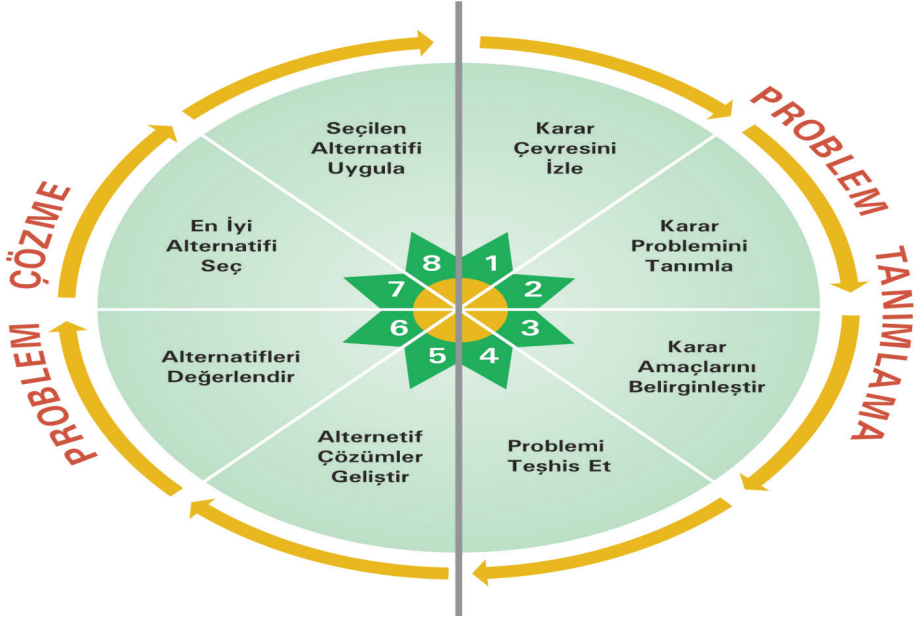 PROBLEM TANIMLAMA
PROBLEM ÇÖZME
1
Karar
Çevresini
İzle
2
Karar
Problemini
Tanımla
3
Karar
Amaçlarını
Belirginleştir
4
Problemi
Teşhis Et
5
Alternetif
Çözümler
Geliştir
6
Alternatifleri
Değerlendir
7
En İyi
Alternatifi
Seç
8
Seçilen
Alternatifi
Uygula